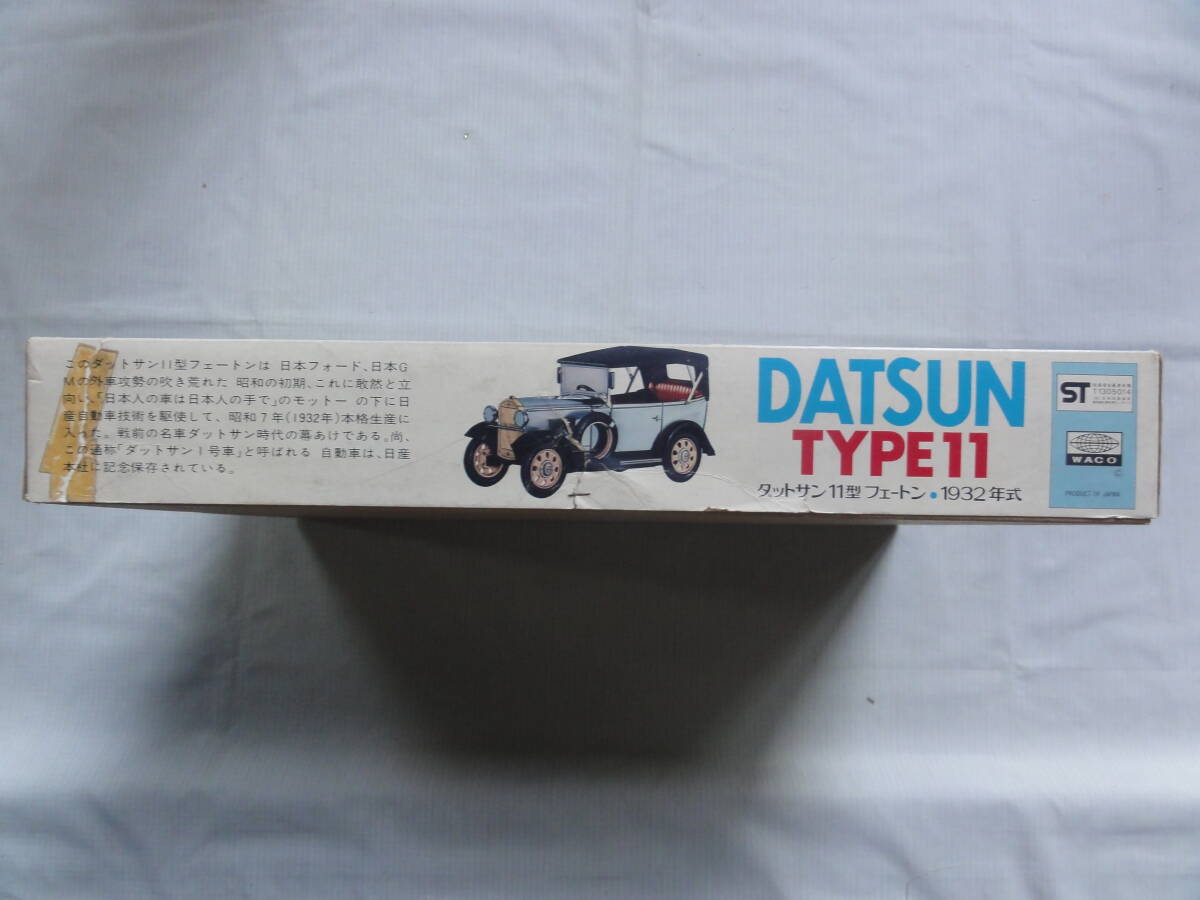 このダットサン11型フェートンは 日本フォード、日本G
Mの外車攻勢の吹き荒れた 昭和の初期、これに敢然と立
向い、「日本人の車は日本人の手で」のモットー の下に日
産自動車技術を駆使して、昭和7年(1932年)本格生産に
入った。戦前の名車ダットサン時代の幕あけである。尚、
この通称「ダットサン1号車」と呼ばれる 自動車は、日産
本社に記念保存されている。
DATSUN
TYPE 11
ダットサン11型 フェートン・1932年式
ST
T1305014
WACO
©
PRODUCT OF JAPAN